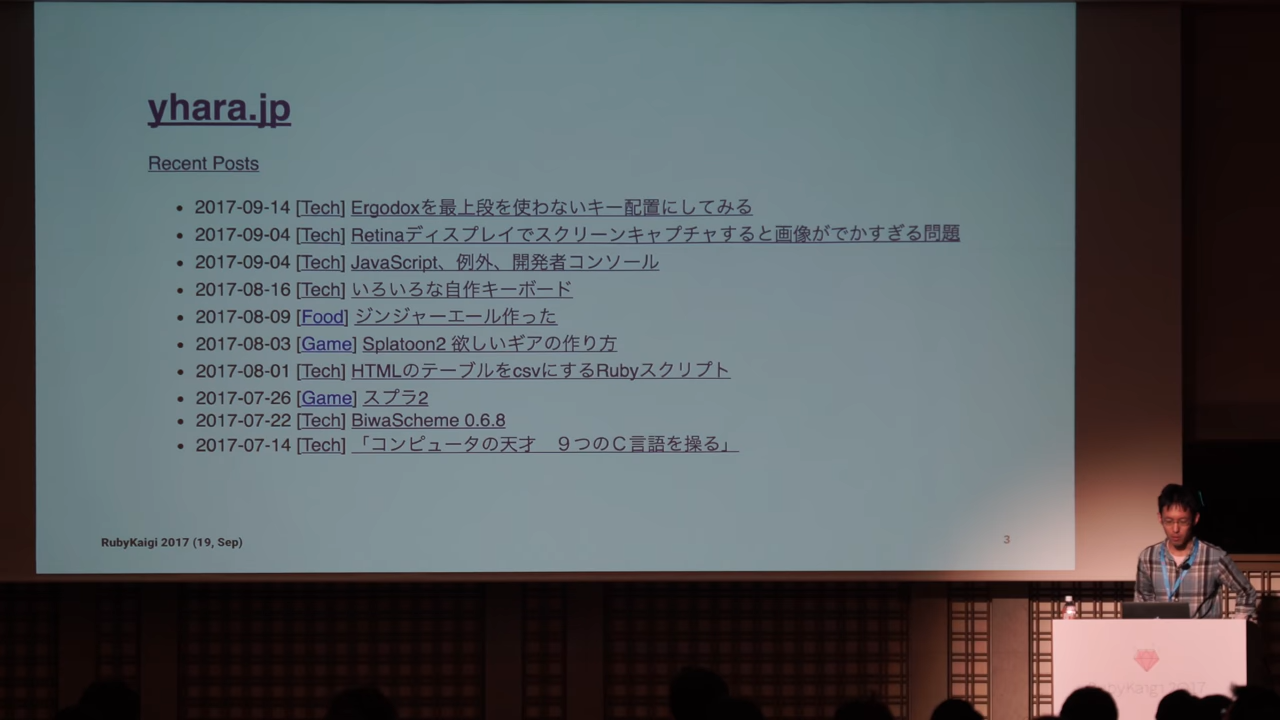 yhara.jp
Recent Posts
• 2017-09-14 [Tech] Ergodoxを最上段を使わないキー配置にしてみる
• 2017-09-04 [Tech] Retinaディスプレイでスクリーンキャプチャすると画像がでかすぎる問題
• 2017-09-04 [Tech] JavaScript、例外、開発者コンソール
• 2017-08-16 [Tech] いろいろな自作キーボード
• 2017-08-09 [Food] ジンジャーエール作った
• 2017-08-03 [Game] Splatoon2 欲しいギアの作り方
• 2017-08-01 [Tech] HTMLのテーブルをcsvにするRubyスクリプト
• 2017-07-26 [Game] スプラ2
• 2017-07-22 [Tech] BiwaScheme 0.6.8
• 2017-07-14 [Tech] 「コンピュータの天才　９つのＣ言語を操る」
RubyKaigi 2017 (19, Sep)
3
RubyKaigi 2017